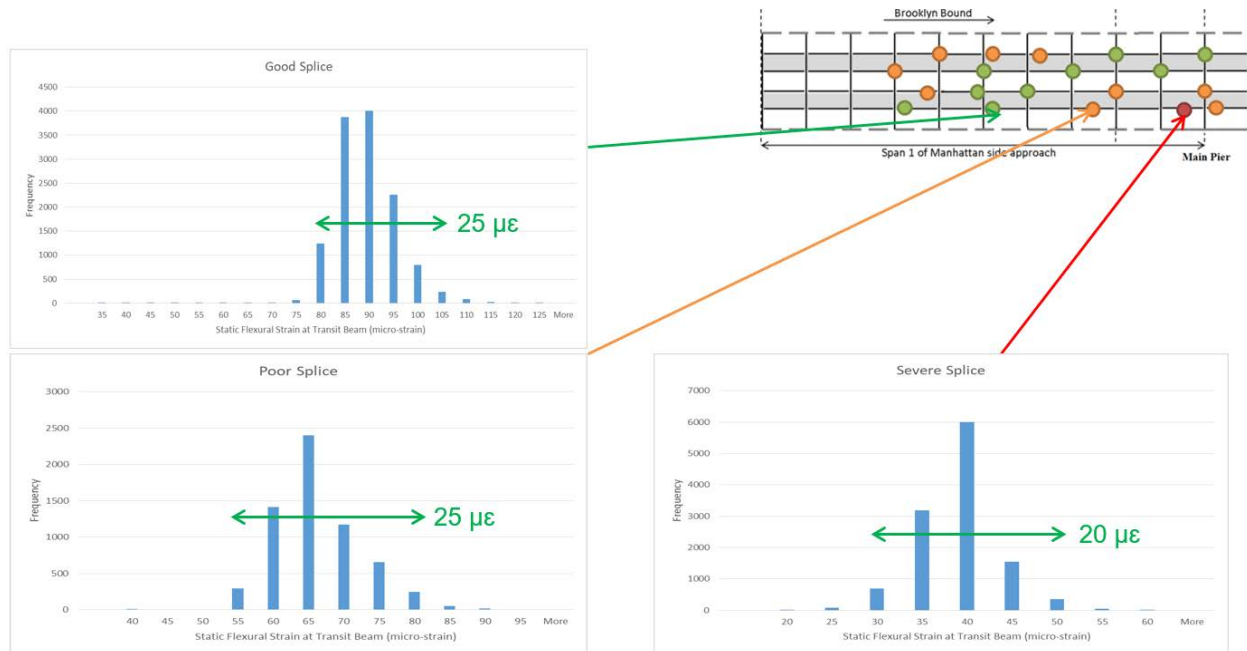 Brooklyn Bound
Span 1 of Manhattan side approach
Main Pier
Good Splice
Frequency
4500
4000
3500
3000
2500
2000
1500
1000
500
0
25 με
35 40 45 50 55 60 65 70 75 80 85 90 95 100 105 110 115 120 125 More
Static Flexural Strain at Transit Beam (micro-strain)
Poor Splice
Frequency
3000
2500
2000
1500
1000
500
0
25 με
40 45 50 55 60 65 70 75 80 85 90 95 More
Static Flexural Strain at Transit Beam (micro-strain)
Severe Splice
Frequency
7000
6000
5000
4000
3000
2000
1000
0
20 με
20 25 30 35 40 45 50 55 60 More
Static Flexural Strain at Transit Beam (micro-strain)